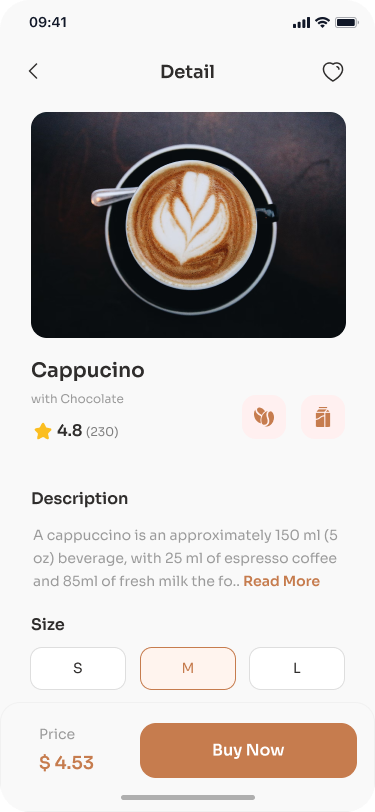 09:41
Detail
Cappucino
with Chocolate
4.8 (230)
Description
A cappuccino is an approximately 150 ml (5
oz) beverage, with 25 ml of espresso coffee
and 85ml of fresh milk the fo.. Read More
Size
S M L
Price
$ 4.53
Buy Now